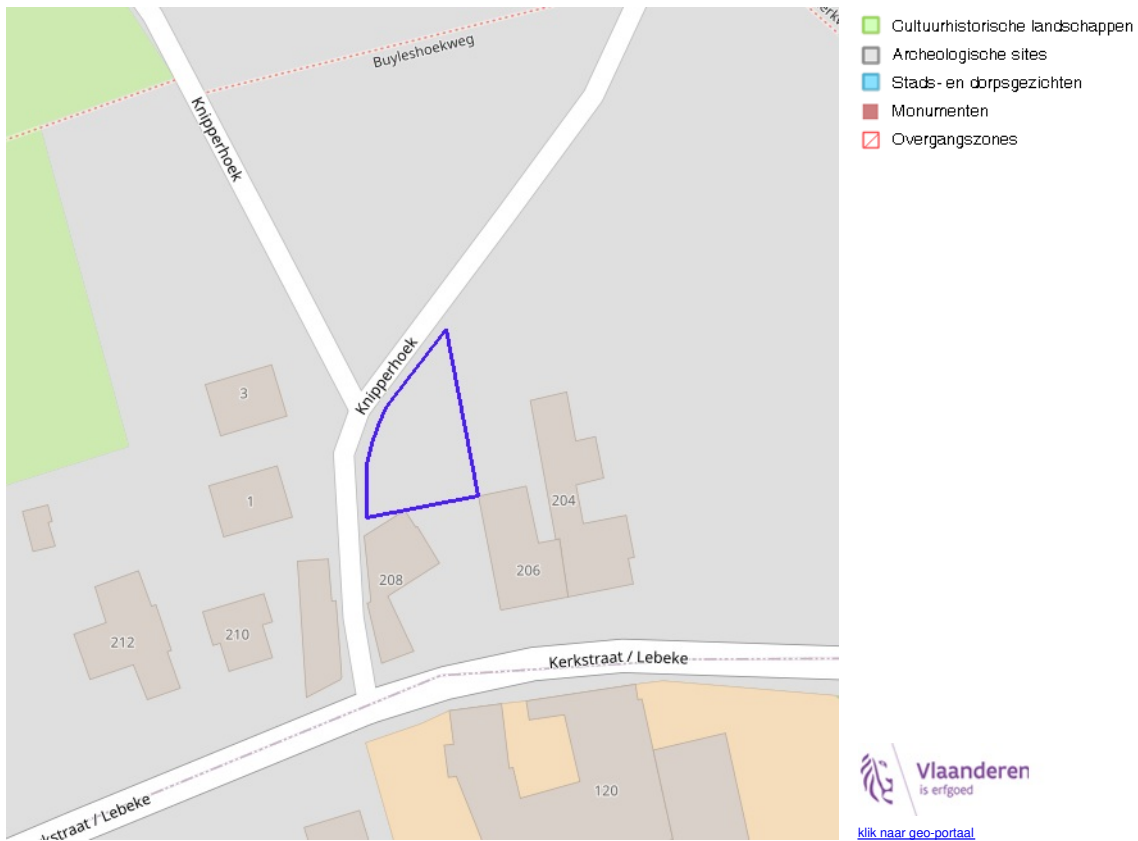 Buyleshoekweg
Knipperhoek
Knipperhoek
3
1
204
206
208
210
212
Kerkstraat / Lebeke
kstraat / Lebeke
120
Cultuurhistorische landschappen
Archeologische sites
Stads- en dorpsgezichten
Monumenten
Overgangszones
Vlaanderen
is erfgoed
klik naar geo-portaal